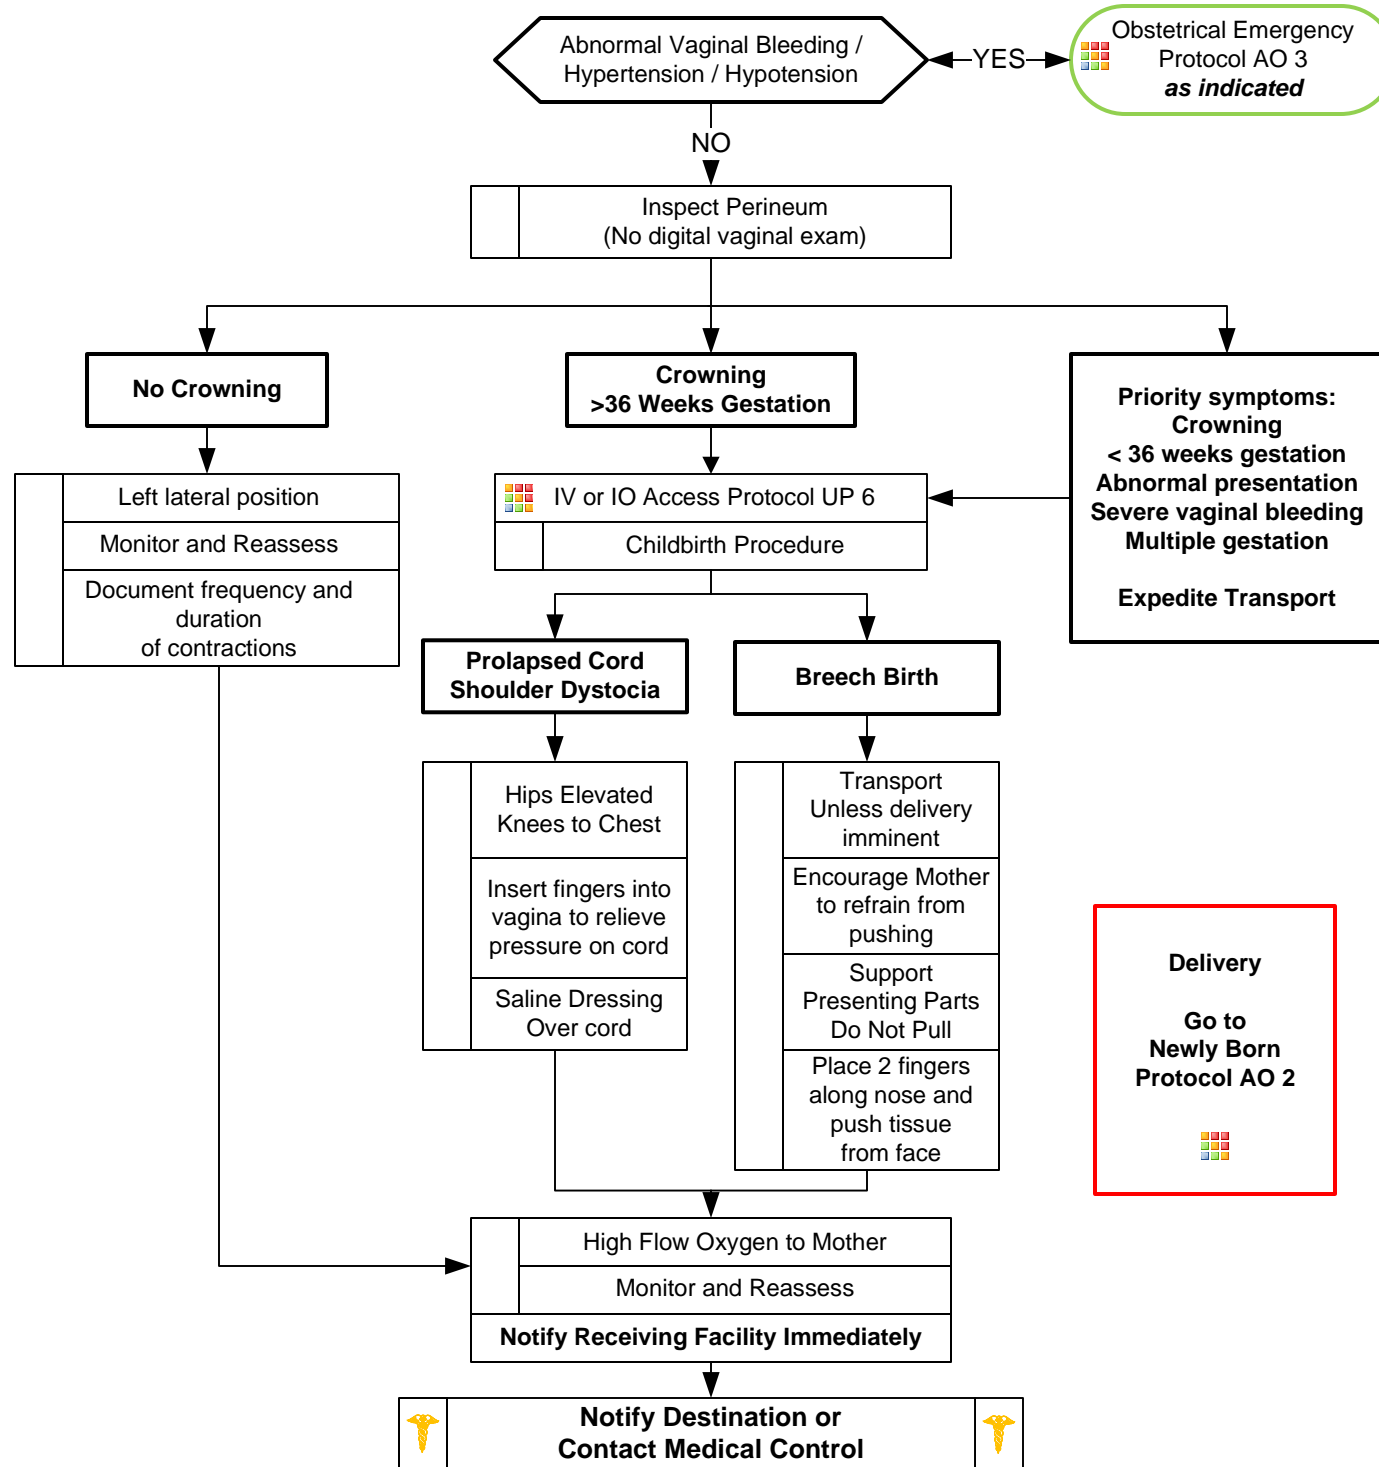 Abnormal Vaginal Bleeding /
Hypertension / Hypotension
YES
Obstetrical Emergency
Protocol AO 3
as indicated
NO
Inspect Perineum
(No digital vaginal exam)
No Crowning
Crowning
>36 Weeks Gestation
Priority symptoms:
Crowning
< 36 weeks gestation
Abnormal presentation
Severe vaginal bleeding
Multiple gestation
Expedite Transport
Left lateral position
Monitor and Reassess
Document frequency and
duration
of contractions
IV or IO Access Protocol UP 6
Childbirth Procedure
Prolapsed Cord
Shoulder Dystocia
Breech Birth
Hips Elevated
Knees to Chest
Insert fingers into
vagina to relieve
pressure on cord
Saline Dressing
Over cord
Transport
Unless delivery
imminent
Encourage Mother
to refrain from
pushing
Support
Presenting Parts
Do Not Pull
Place 2 fingers
along nose and
push tissue
from face
Delivery
Go to
Newly Born
Protocol AO 2
High Flow Oxygen to Mother
Monitor and Reassess
Notify Receiving Facility Immediately
Notify Destination or
Contact Medical Control